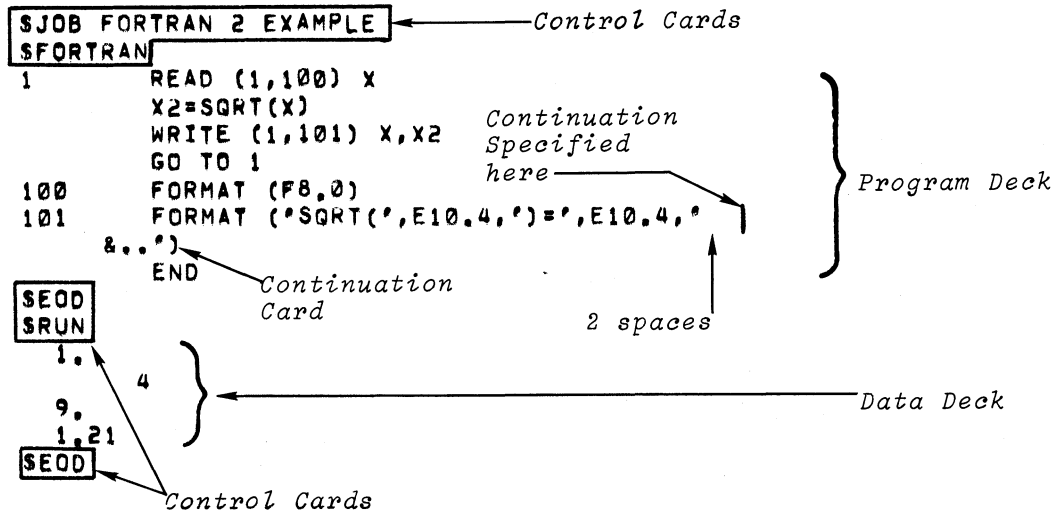 $JOB FORTRAN 2 EXAMPLE
Control Cards
$FORTRAN
1 READ (1,100) X
X2=SQRT(X)
WRITE (1,101) X,X2
GO TO 1
Continuation
Specified
here
100 FORMAT (F8.0)
101 FORMAT ('SQRT(',E10.4,')=',E10.4,'
&..')
END
Program Deck
Continuation
Card
2 spaces
$EOD
$RUN
1.
4
9.
1.21
Data Deck
$EOD
Control Cards